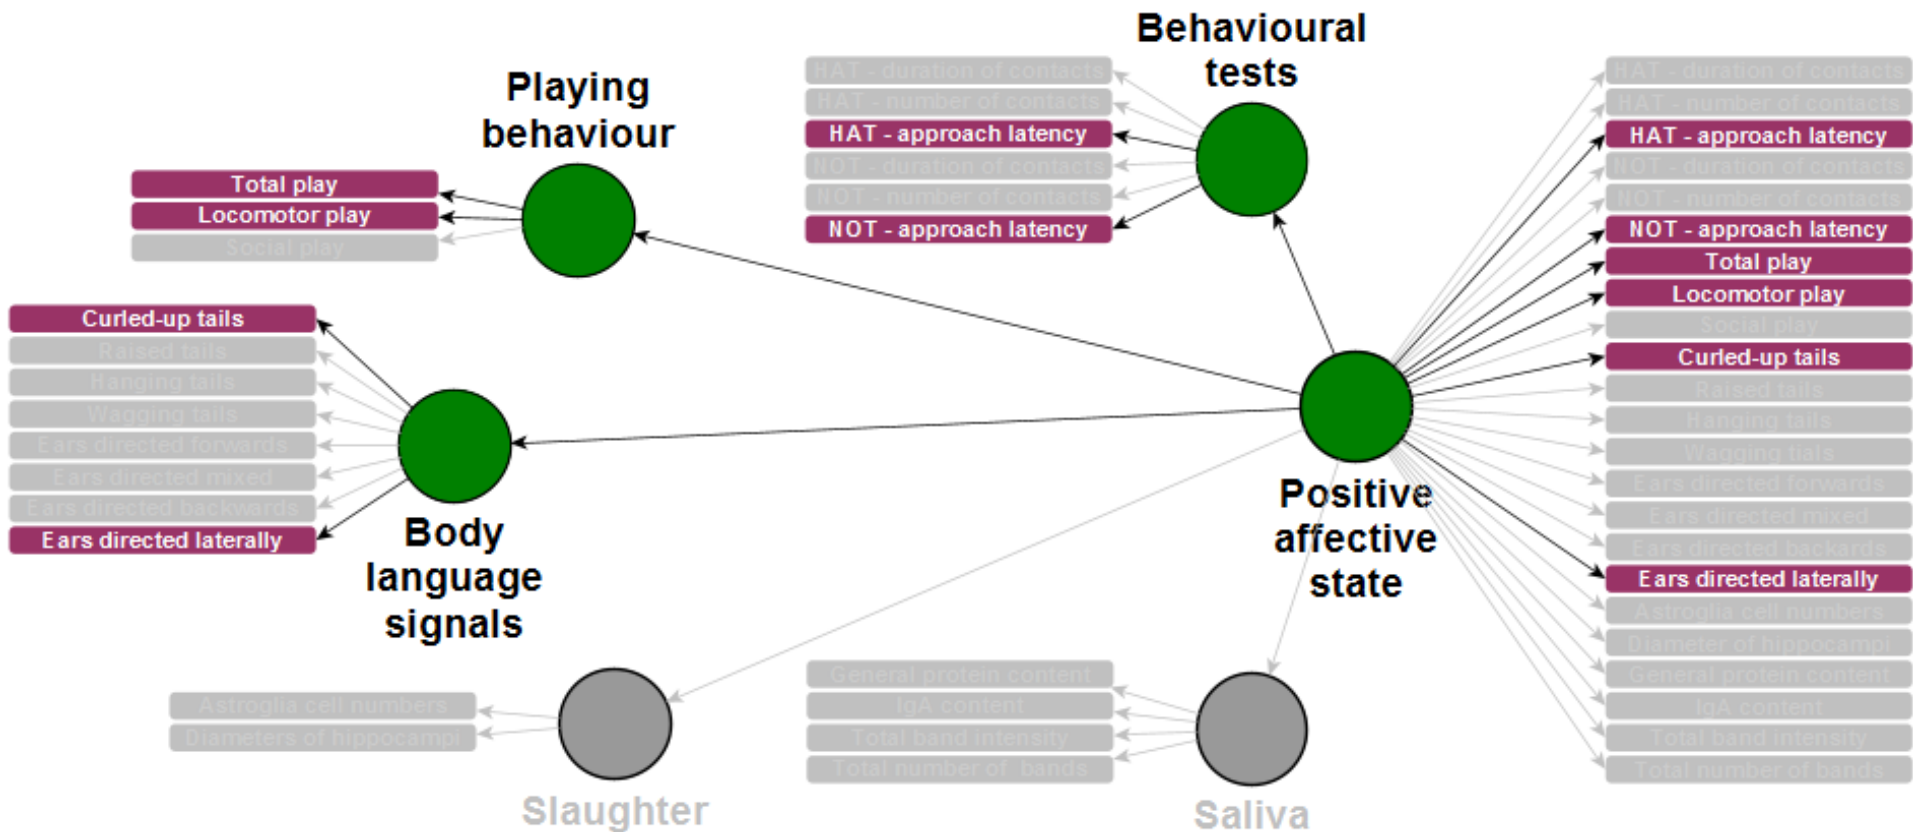 Behavioural
tests
HAT - duration of contacts
HAT - number of contacts
HAT - approach latency
NOT - duration of contacts
NOT - number of contacts
NOT - approach latency
Playing
behaviour
Total play
Locomotor play
Social play
Curled-up tails
Raised tails
Hanging tails
Wagging tails
Ears directed forwards
Ears directed mixed
Ears directed backwards
Ears directed laterally
Body
language
signals
Positive
affective
state
HAT - duration of contacts
HAT - number of contacts
HAT - approach latency
NOT - duration of contacts
NOT - number of contacts
NOT - approach latency
Total play
Locomotor play
Social play
Curled-up tails
Raised tails
Hanging tails
Wagging tials
Ears directed forwards
Ears directed mixed
Ears directed backards
Ears directed laterally
Astroglia cell numbers
Diameter of hippocampi
General protein content
IgA content
Total band intensity
Total number of bands
Astroglia cell numbers
Diameters of hippocampi
Slaughter
General protein content
IgA content
Total band intensity
Total number of bands
Saliva